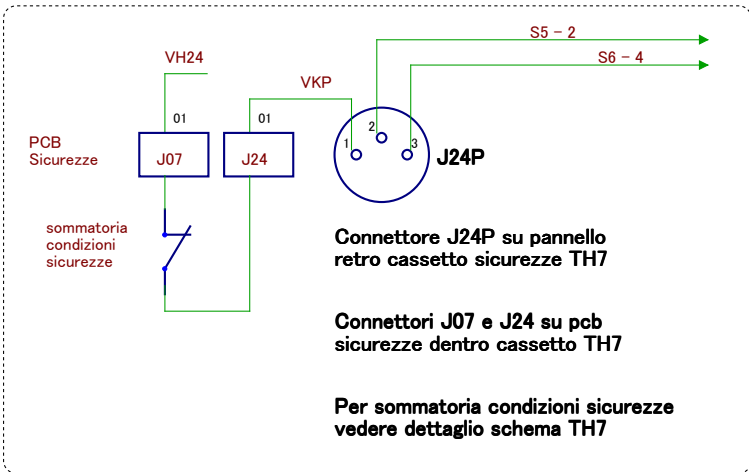 S5 - 2
VH24
S6 - 4
VKP
01
01
2
PCB
Sicurezze
J07
J24
1
3
J24P
sommatoria
condizioni
sicurezze
Connettore J24P su pannello
retro cassetto sicurezze TH7
Connettori J07 e J24 su pcb
sicurezze dentro cassetto TH7
Per sommatoria condizioni sicurezze
vedere dettaglio schema TH7